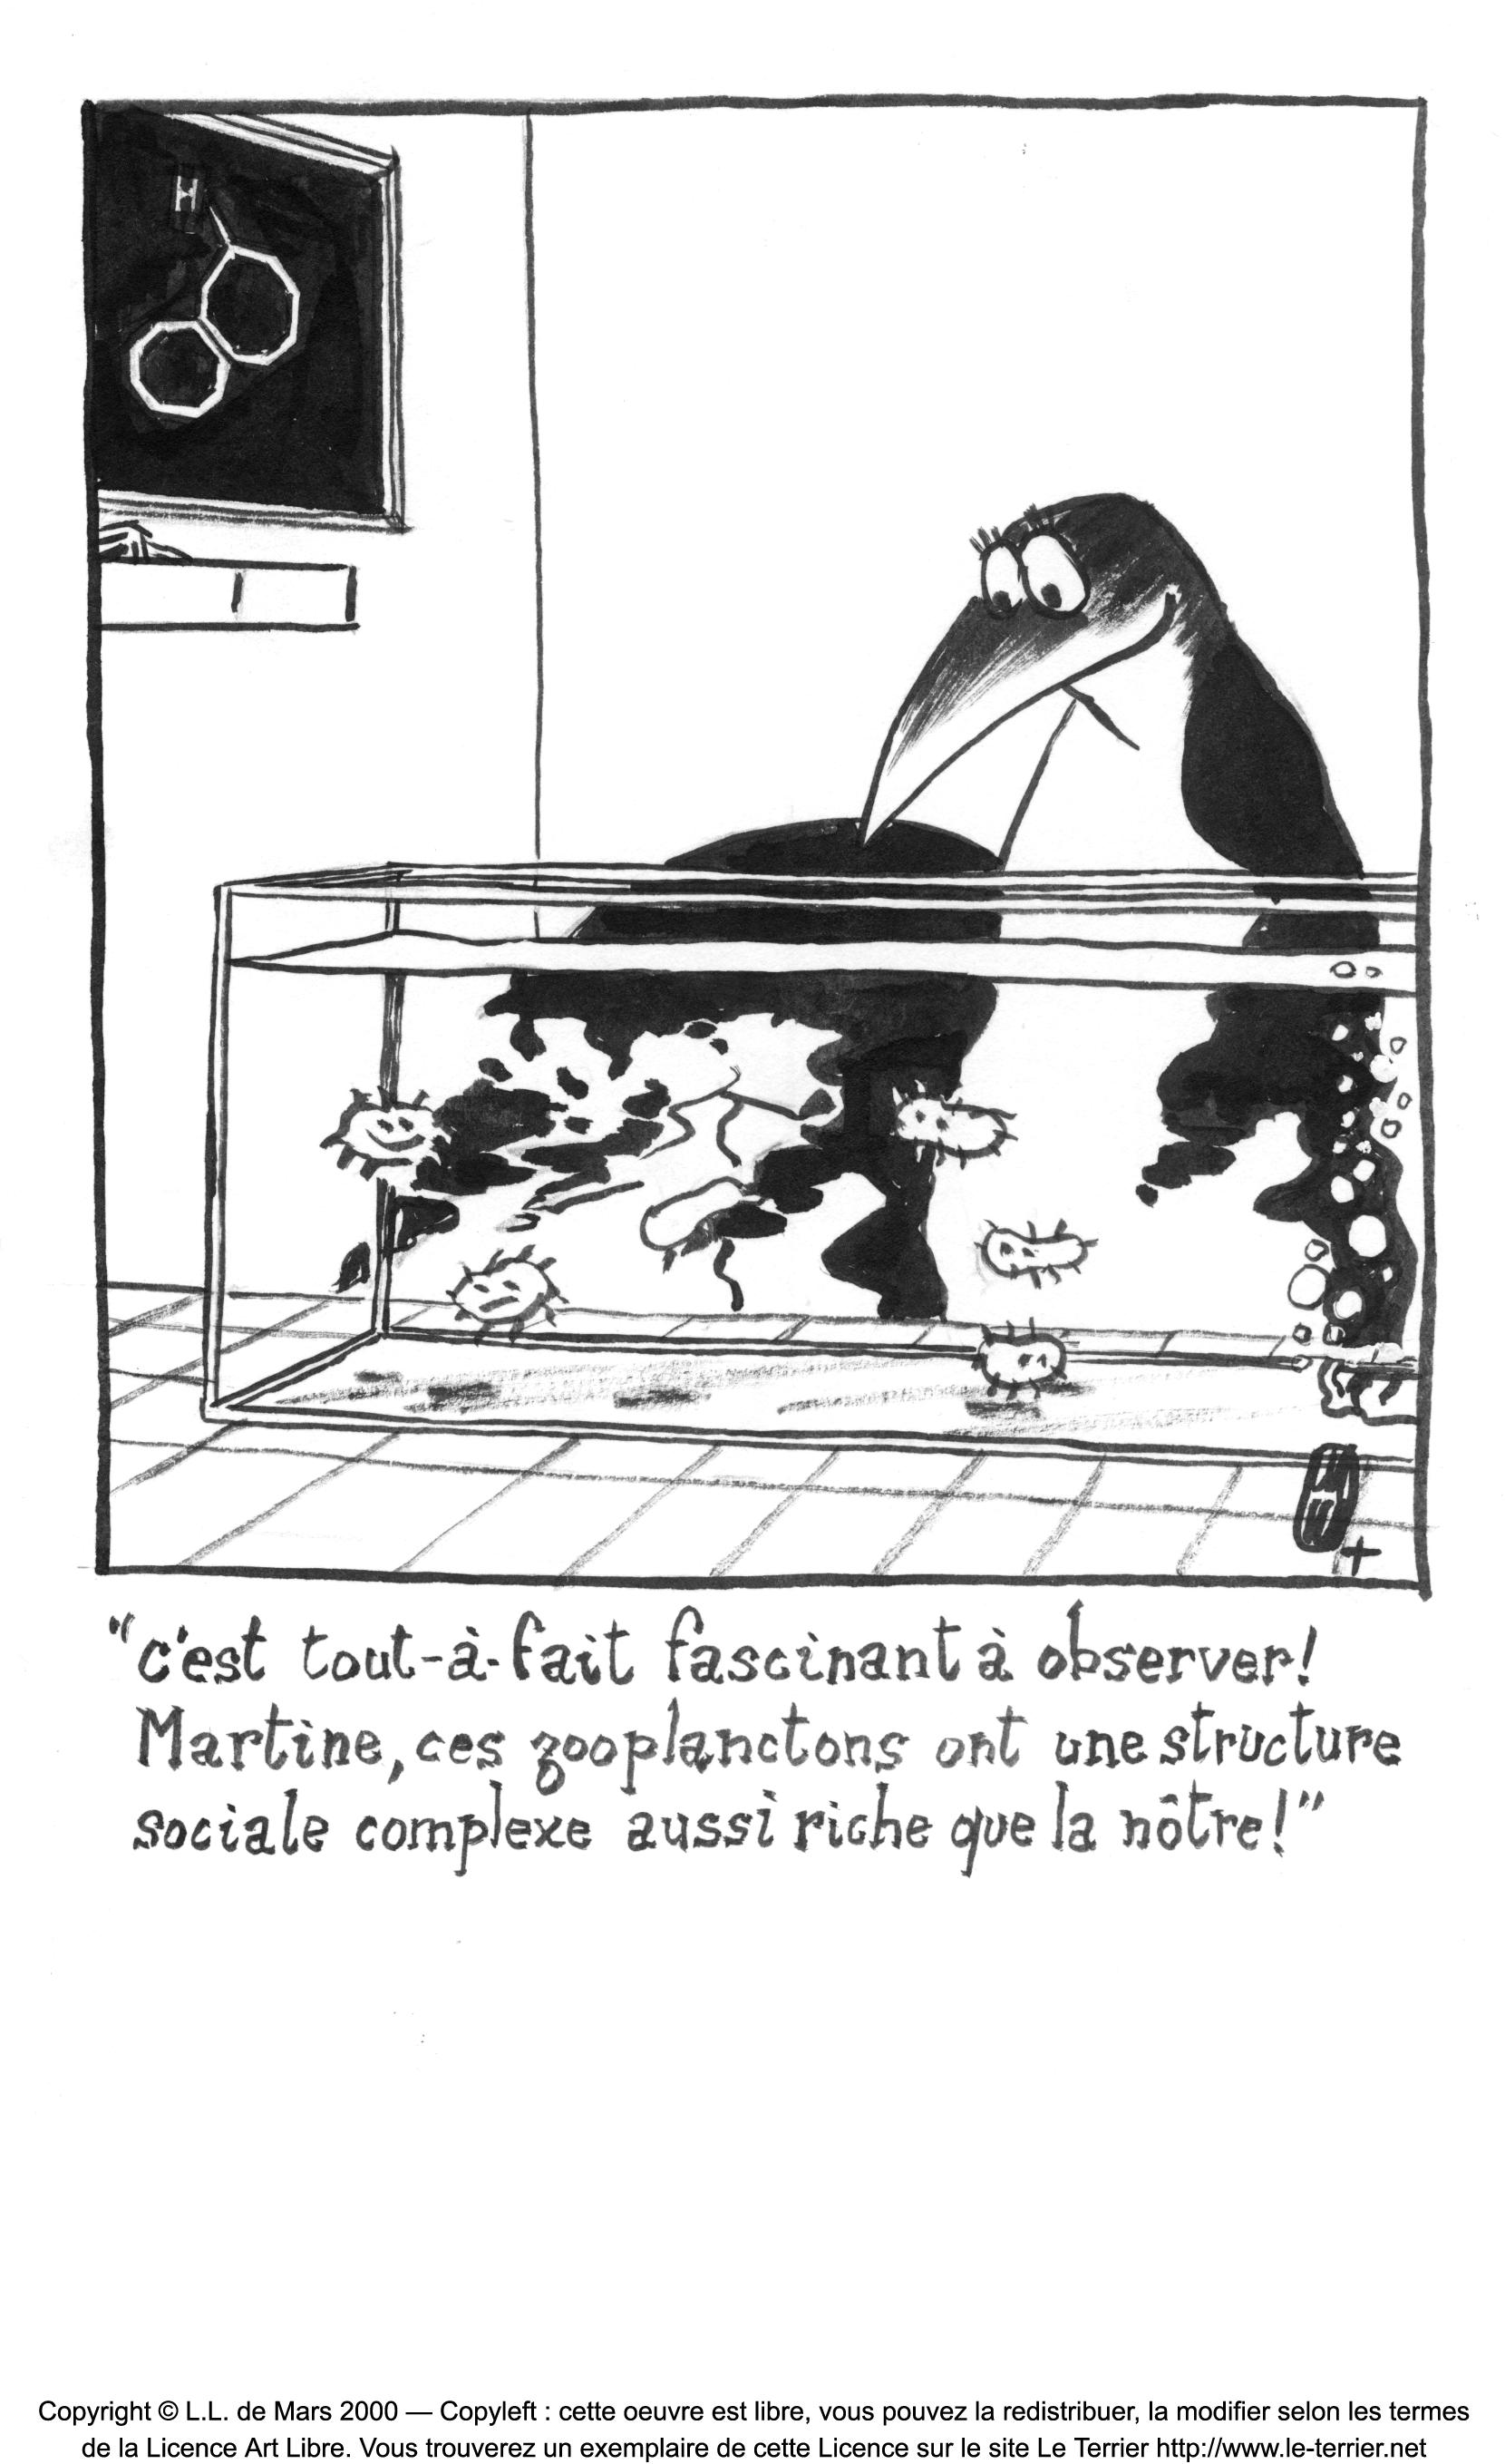 H
"c'est tout-à-fait fascinant à observer!
Martine, ces zooplanctons ont une structure
sociale complexe aussi riche que la nôtre!"
Copyright © L.L. de Mars 2000 — Copyleft : cette oeuvre est libre, vous pouvez la redistribuer, la modifier selon les termes
de la Licence Art Libre. Vous trouverez un exemplaire de cette Licence sur le site Le Terrier http://www.le-terrier.net